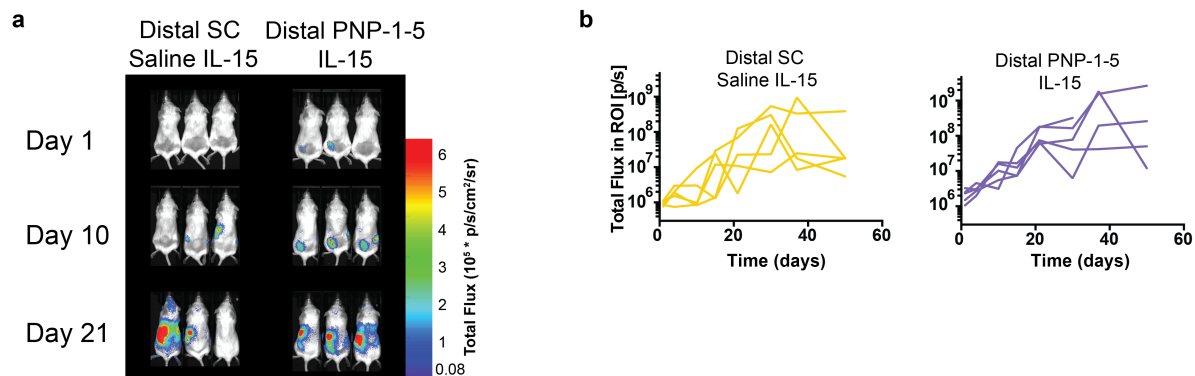 a
Distal SC
Saline IL-15
Distal PNP-1-5
IL-15
Day 1
Day 10
Day 21
6
5
4
3
2
1
0.08
Total Flux (10⁵ * p/s/cm²/sr)
b
Distal SC
Saline IL-15
Total Flux in ROI [p/s]
10⁹
10⁸
10⁷
10⁶
0
20
40
60
Time (days)
Distal PNP-1-5
IL-15
10⁹
10⁸
10⁷
10⁶
0
20
40
60
Time (days)